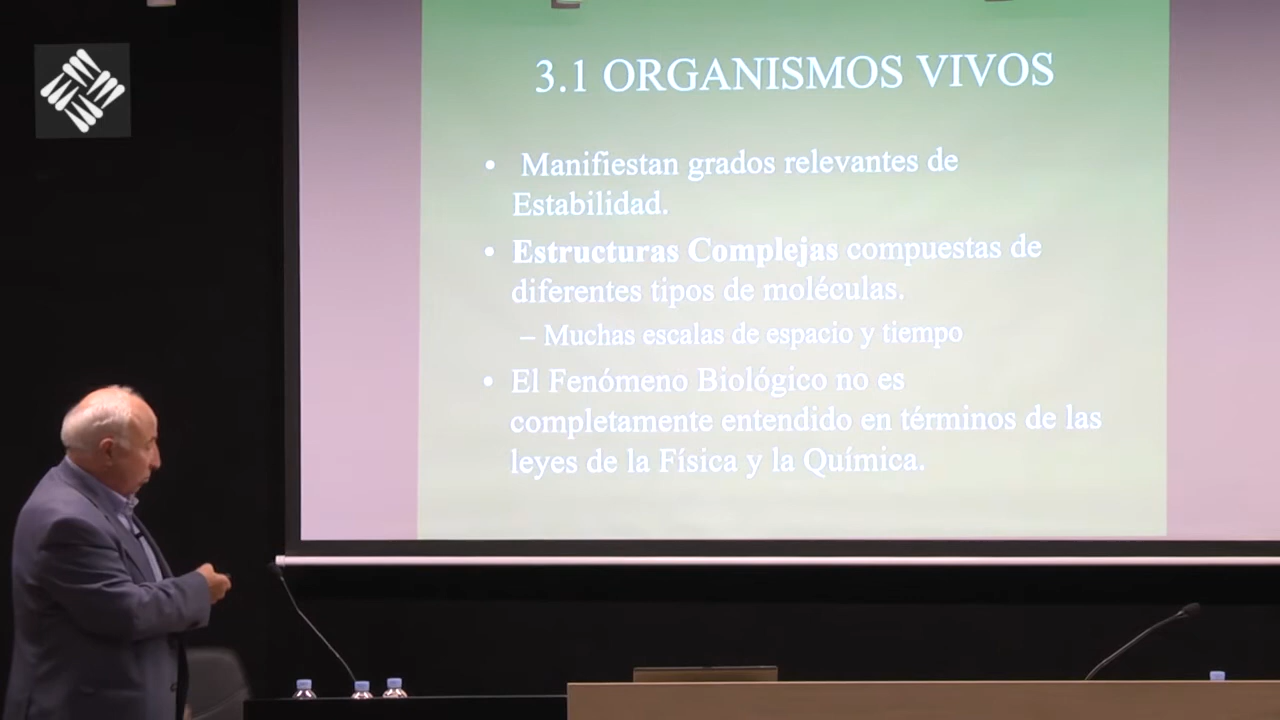 3.1 ORGANISMOS VIVOS
• Manifiestan grados relevantes de
Estabilidad.
• Estructuras Complejas compuestas de
diferentes tipos de moléculas.
– Muchas escalas de espacio y tiempo
• El Fenómeno Biológico no es
completamente entendido en términos de las
leyes de la Física y la Química.